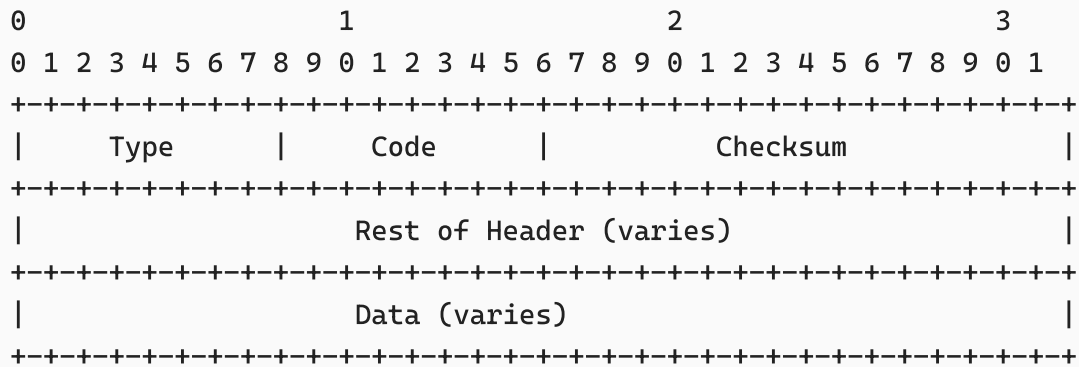 0                   1                   2                   3
0 1 2 3 4 5 6 7 8 9 0 1 2 3 4 5 6 7 8 9 0 1 2 3 4 5 6 7 8 9 0 1
+-+-+-+-+-+-+-+-+-+-+-+-+-+-+-+-+-+-+-+-+-+-+-+-+-+-+-+-+-+-+-+-+
|     Type      |     Code      |          Checksum             |
+-+-+-+-+-+-+-+-+-+-+-+-+-+-+-+-+-+-+-+-+-+-+-+-+-+-+-+-+-+-+-+-+
|                    Rest of Header (varies)                    |
+-+-+-+-+-+-+-+-+-+-+-+-+-+-+-+-+-+-+-+-+-+-+-+-+-+-+-+-+-+-+-+-+
|                    Data (varies)                              |
+-+-+-+-+-+-+-+-+-+-+-+-+-+-+-+-+-+-+-+-+-+-+-+-+-+-+-+-+-+-+-+-+